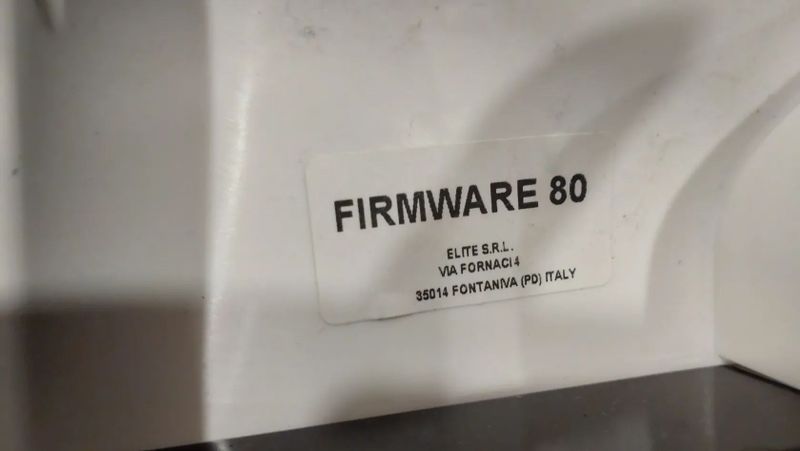 FIRMWARE 80
ELITE S.R.L.
VIA FORNACI 4
35014 FONTANIVA (PD) ITALY